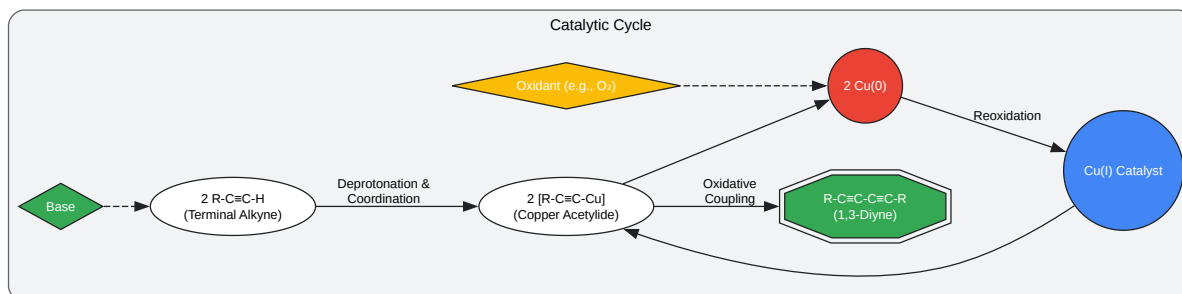 Catalytic Cycle
Oxidant (e.g., O₂)
2 Cu(0)
Reoxidation
Cu(I) Catalyst
Base
2 R-C≡C-H
(Terminal Alkyne)
Deprotonation &
Coordination
2 [R-C≡C-Cu]
(Copper Acetylide)
Oxidative
Coupling
R-C≡C-C≡C-R
(1,3-Diyne)